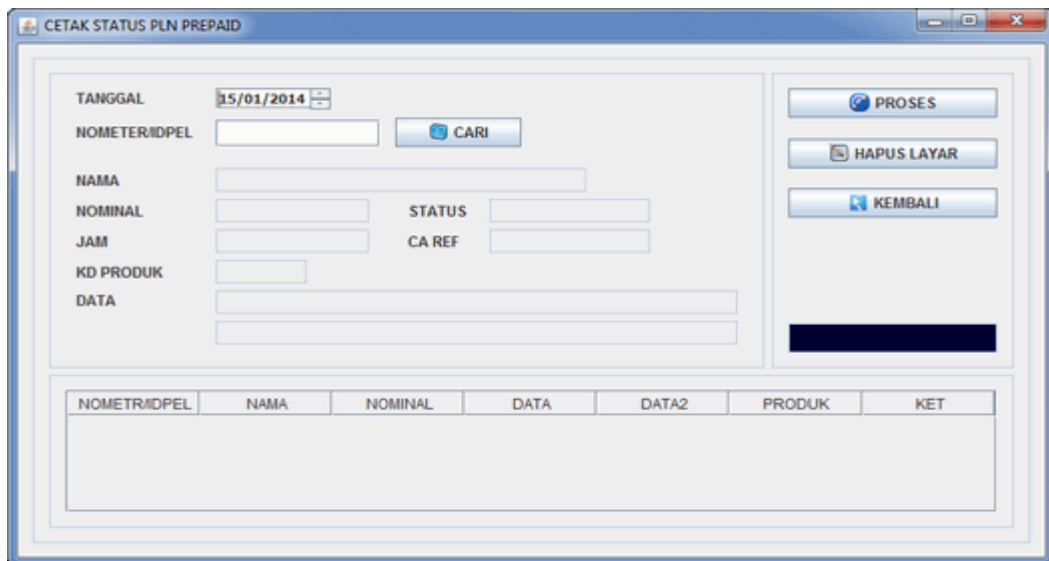 CETAK STATUS PLN PREPAID
TANGGAL 15/01/2014
NOMETER/IDPEL CARI
NAMA
NOMINAL STATUS
JAM CA REF
KD PRODUK
DATA
PROSES
HAPUS LAYAR
KEMBALI
NOMETR/IDPEL NAMA NOMINAL DATA DATA2 PRODUK KET